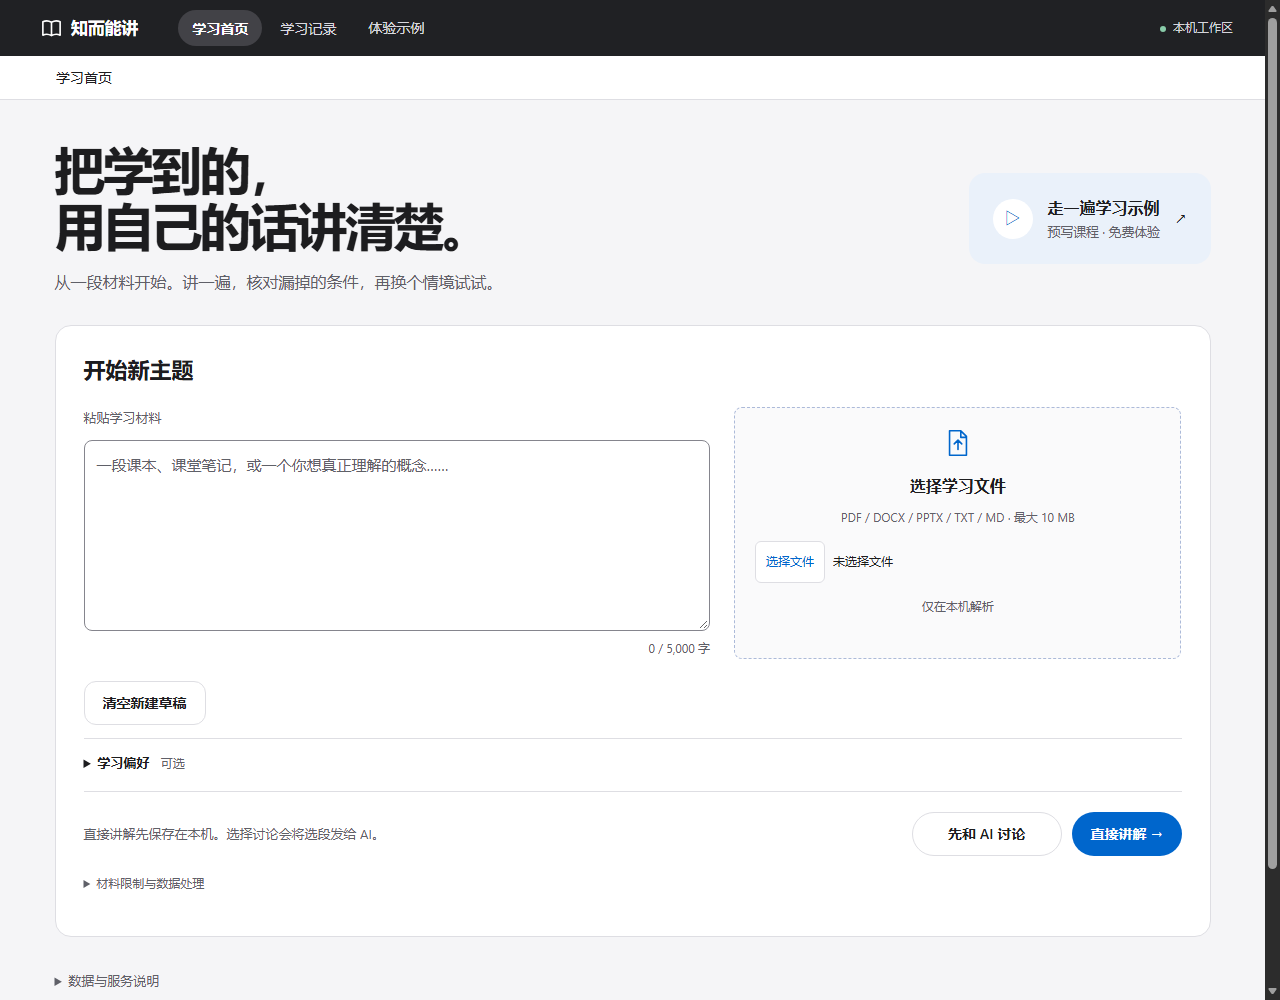 知而能讲
学习首页
学习记录
体验示例
本机工作区
学习首页
把学到的，
用自己的话讲清楚。
从一段材料开始。讲一遍，核对漏掉的条件，再换个情境试试。
走一遍学习示例
预写课程 · 免费体验
↗
开始新主题
粘贴学习材料
一段课本、课堂笔记，或一个你想真正理解的概念……
0 / 5,000 字
选择学习文件
PDF / DOCX / PPTX / TXT / MD · 最大 10 MB
选择文件 未选择文件
仅在本机解析
清空新建草稿
学习偏好 可选
直接讲解先保存在本机。选择讨论会将选段发给 AI。
先和 AI 讨论
直接讲解 →
材料限制与数据处理
数据与服务说明